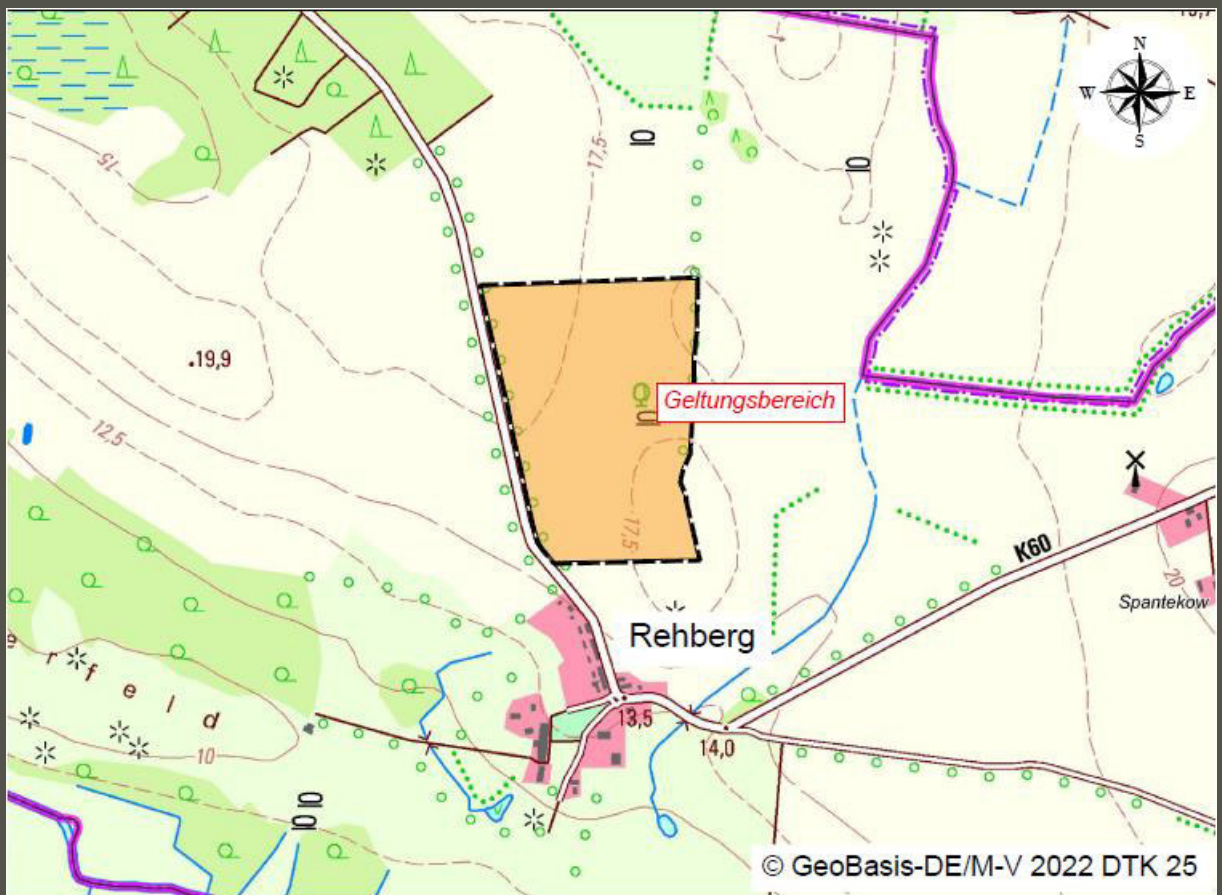 N
W E
S
15
17,5
.19,9
12,5
Geltungsbereich
17,5
K60
20
Spantekow
Rehberg
e r f e l d
13,5
14,0
10
© GeoBasis-DE/M-V 2022 DTK 25